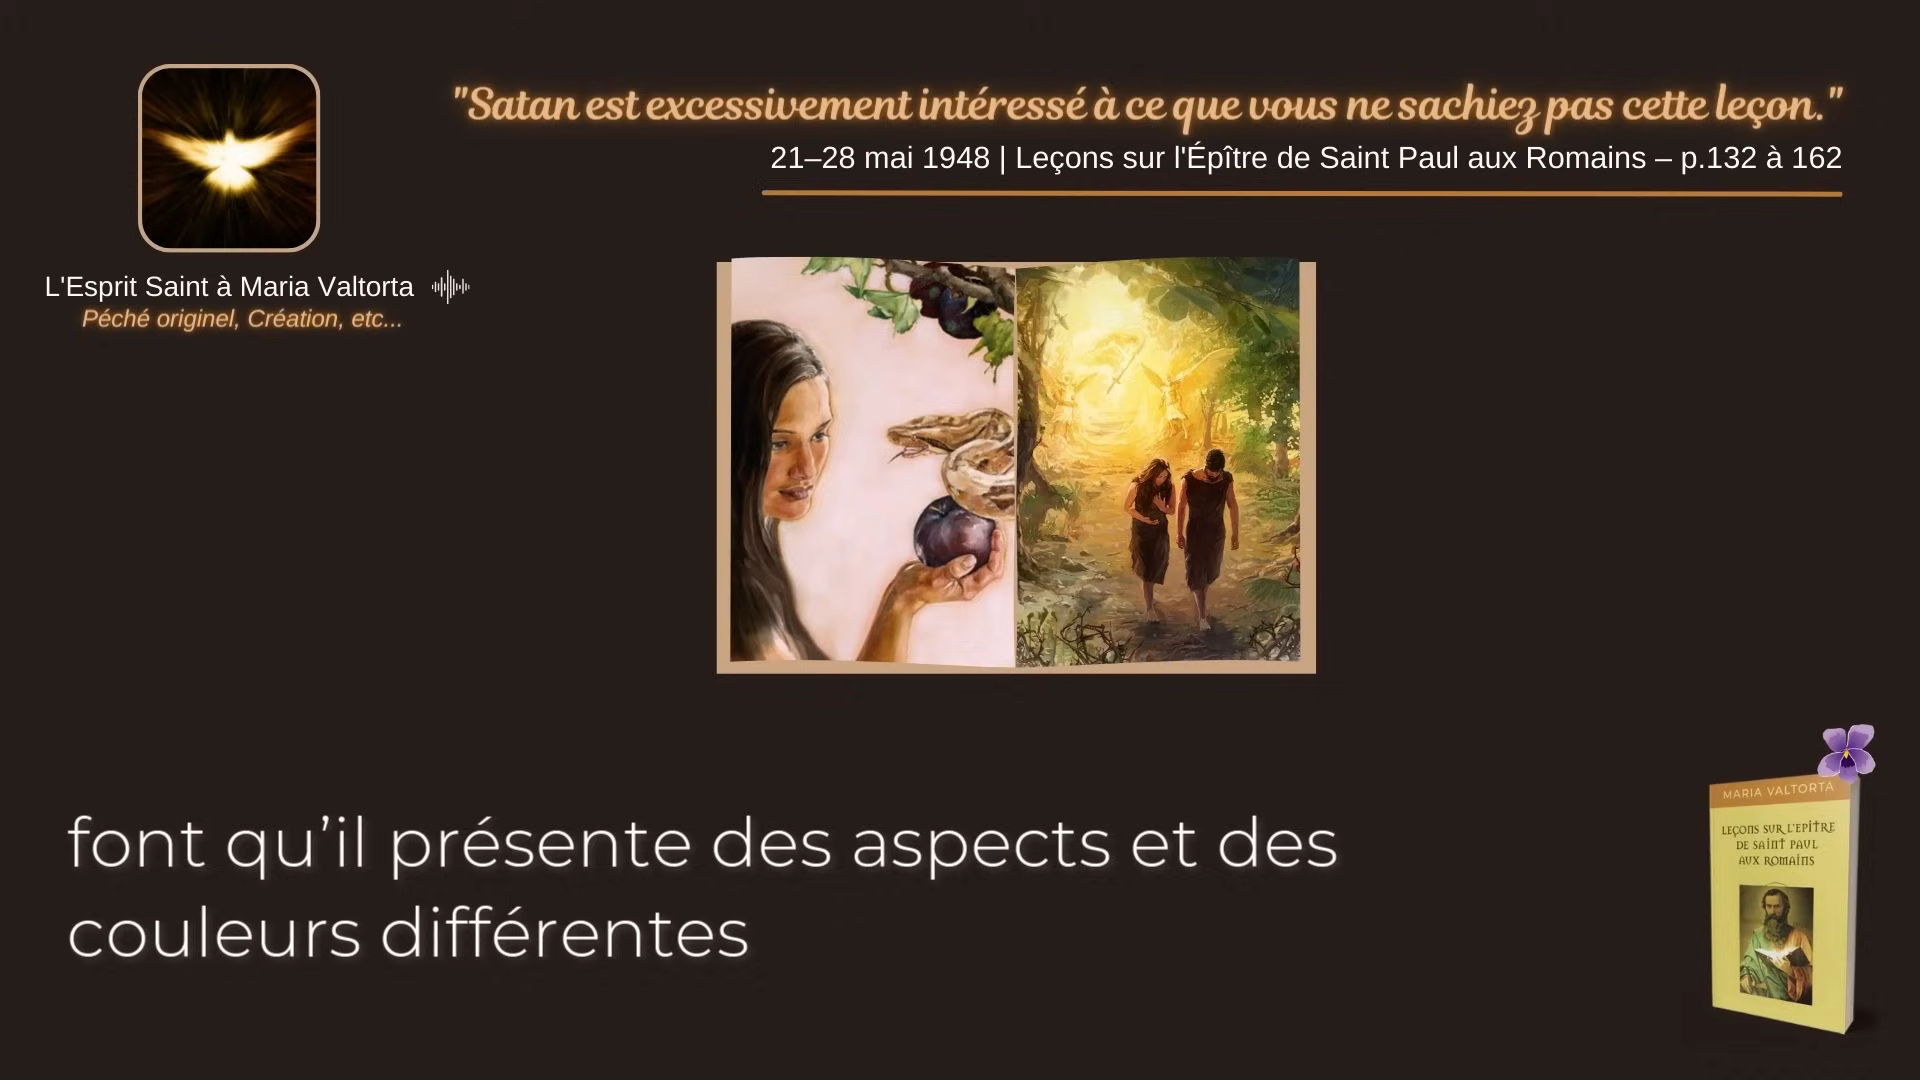 "Satan est excessivement intéressé à ce que vous ne sachiez pas cette leçon."
21–28 mai 1948 | Leçons sur l'Épître de Saint Paul aux Romains – p.132 à 162
L'Esprit Saint à Maria Valtorta
Péché originel, Création, etc...
font qu’il présente des aspects et des
couleurs différentes
MARIA VALTORTA
LEÇONS SUR L'EPÎTRE
DE SAINT PAUL
AUX ROMAINS